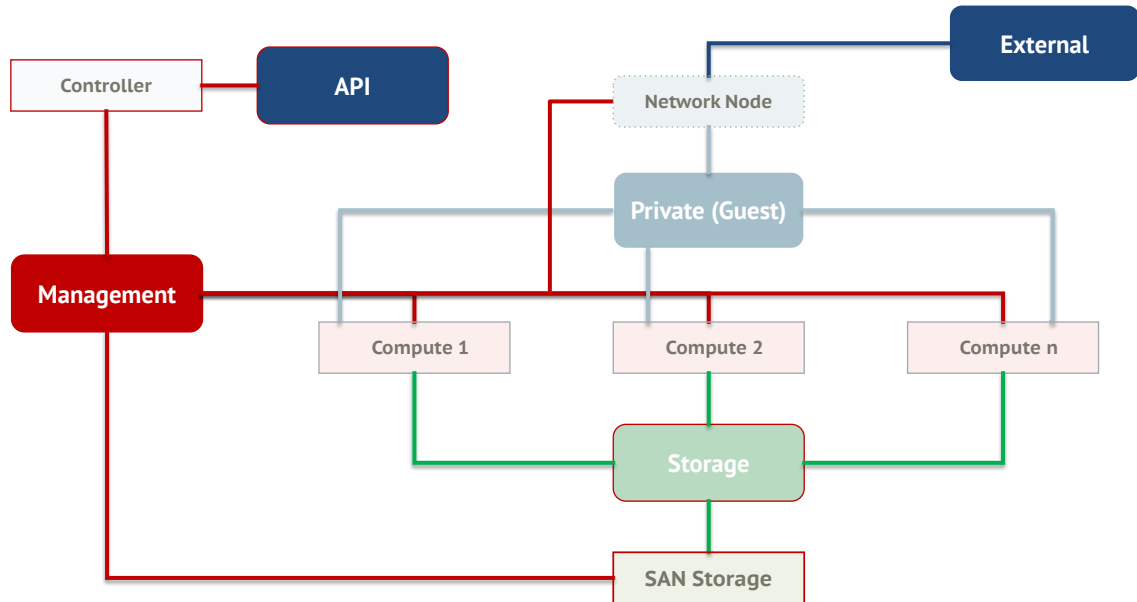 External
Controller
API
Network Node
Private (Guest)
Management
Compute 1
Compute 2
Compute n
Storage
SAN Storage